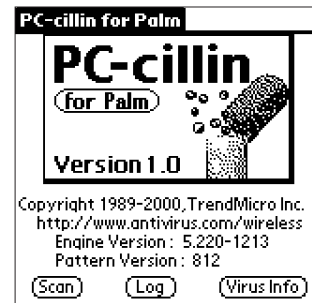 PC-cillin for Palm
PC-cillin
for Palm
Version 1.0
Copyright 1989-2000, TrendMicro Inc.
http://www.antivirus.com/wireless
Engine Version : 5.220-1213
Pattern Version : 812
Scan Log Virus Info